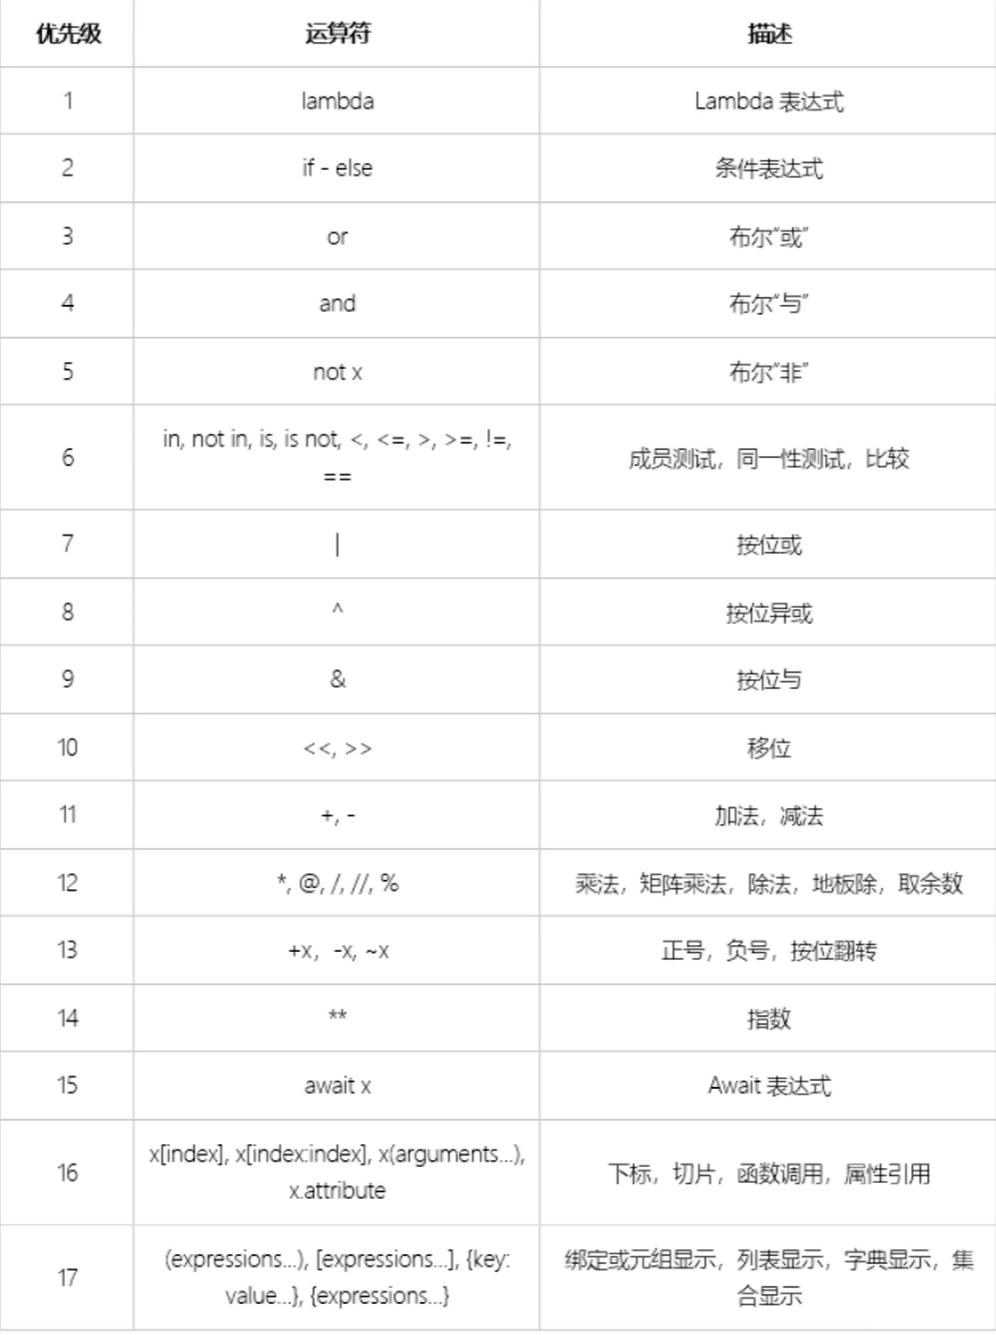 优先级 运算符 描述
1 lambda Lambda 表达式
2 if - else 条件表达式
3 or 布尔“或”
4 and 布尔“与”
5 not x 布尔“非”
6 in, not in, is, is not, <, <=, >, >=, !=, 成员测试，同一性测试，比较
==
7 | 按位或
8 ^ 按位异或
9 & 按位与
10 <<, >> 移位
11 +, - 加法，减法
12 *, @, /, //, % 乘法，矩阵乘法，除法，地板除，取余数
13 +x，-x, ~x 正号，负号，按位翻转
14 ** 指数
15 await x Await 表达式
16 x[index], x[index:index], x(arguments...), 下标，切片，函数调用，属性引用
x.attribute
17 (expressions...), [expressions...], {key: 绑定或元组显示，列表显示，字典显示，集
value...}, {expressions...} 合显示